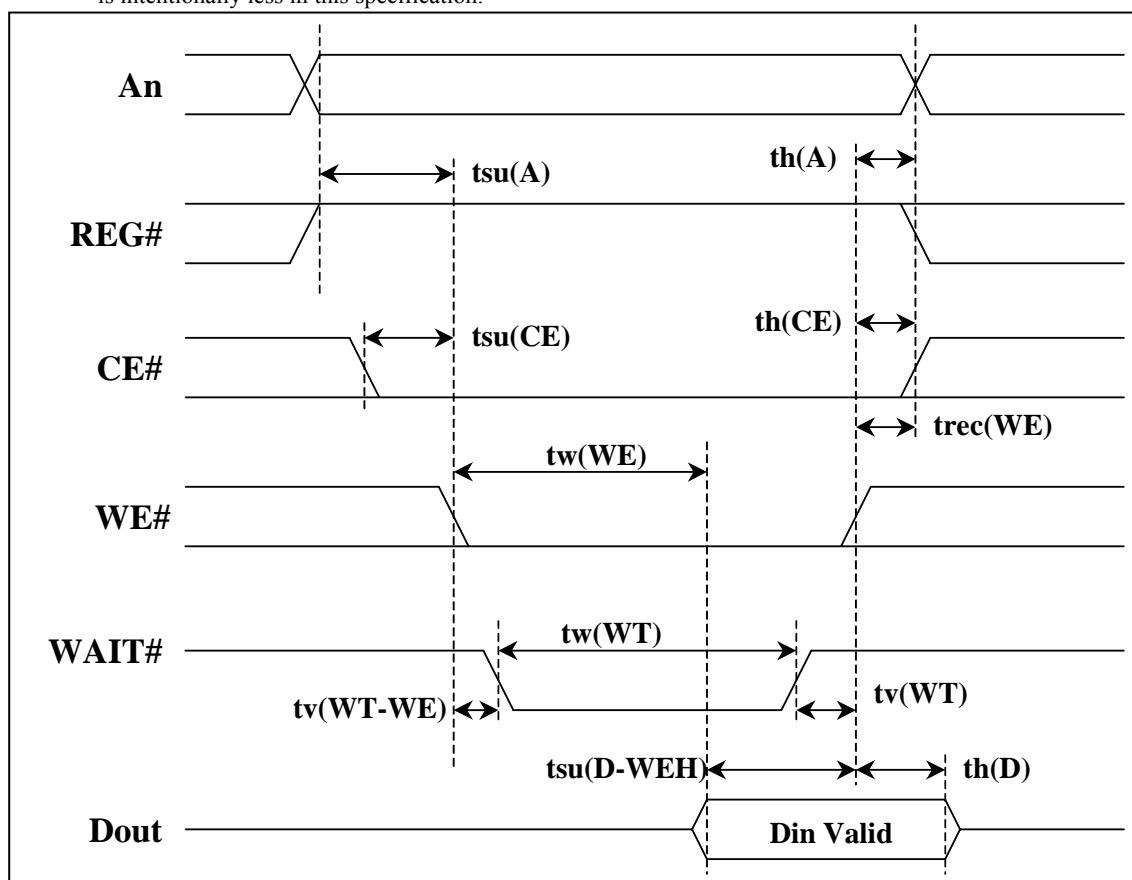 is intentionally less in this specification.
An
tsu(A)
th(A)
REG#
tsu(CE)
th(CE)
CE#
trec(WE)
tw(WE)
WE#
tw(WT)
WAIT#
tv(WT-WE)
tv(WT)
tsu(D-WEH)
th(D)
Dout
Din Valid